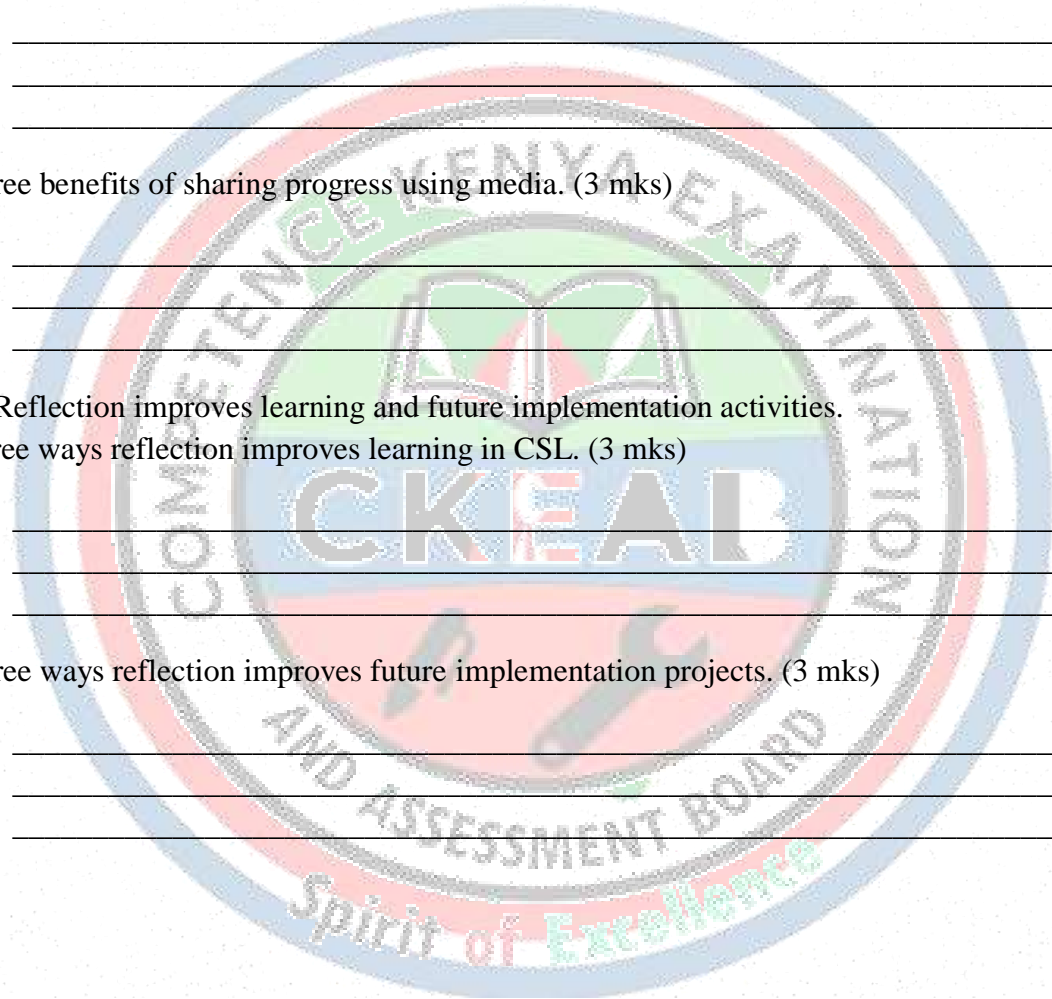 ree benefits of sharing progress using media. (3 mks)
Reflection improves learning and future implementation activities.
ree ways reflection improves learning in CSL. (3 mks)
ree ways reflection improves future implementation projects. (3 mks)
COMPETENCE KENYA EXAMINATION
CKEAB
AND ASSESSMENT BOARD
Spirit of Excellence